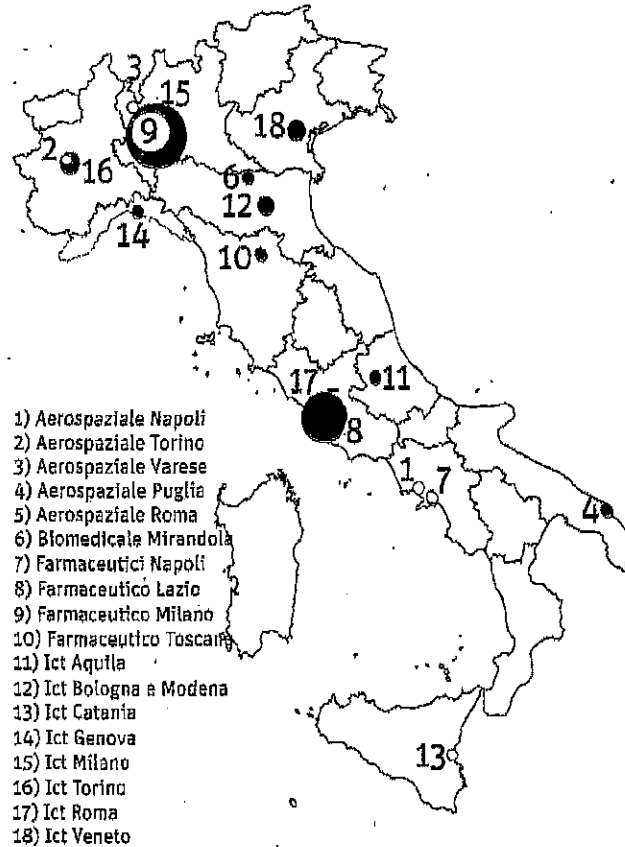 3
15
9
18
2
16
6
12
14
10
17
5
11
8
1
7
4
13
1) Aerospaziale Napoli
2) Aerospaziale Torino
3) Aerospaziale Varese
4) Aerospaziale Puglia
5) Aerospaziale Roma
6) Biomedicale Mirandola
7) Farmaceutici Napoli
8) Farmaceutico Lazio
9) Farmaceutico Milano
10) Farmaceutico Toscana
11) Ict Aquila
12) Ict Bologna e Modena
13) Ict Catania
14) Ict Genova
15) Ict Milano
16) Ict Torino
17) Ict Roma
18) Ict Veneto